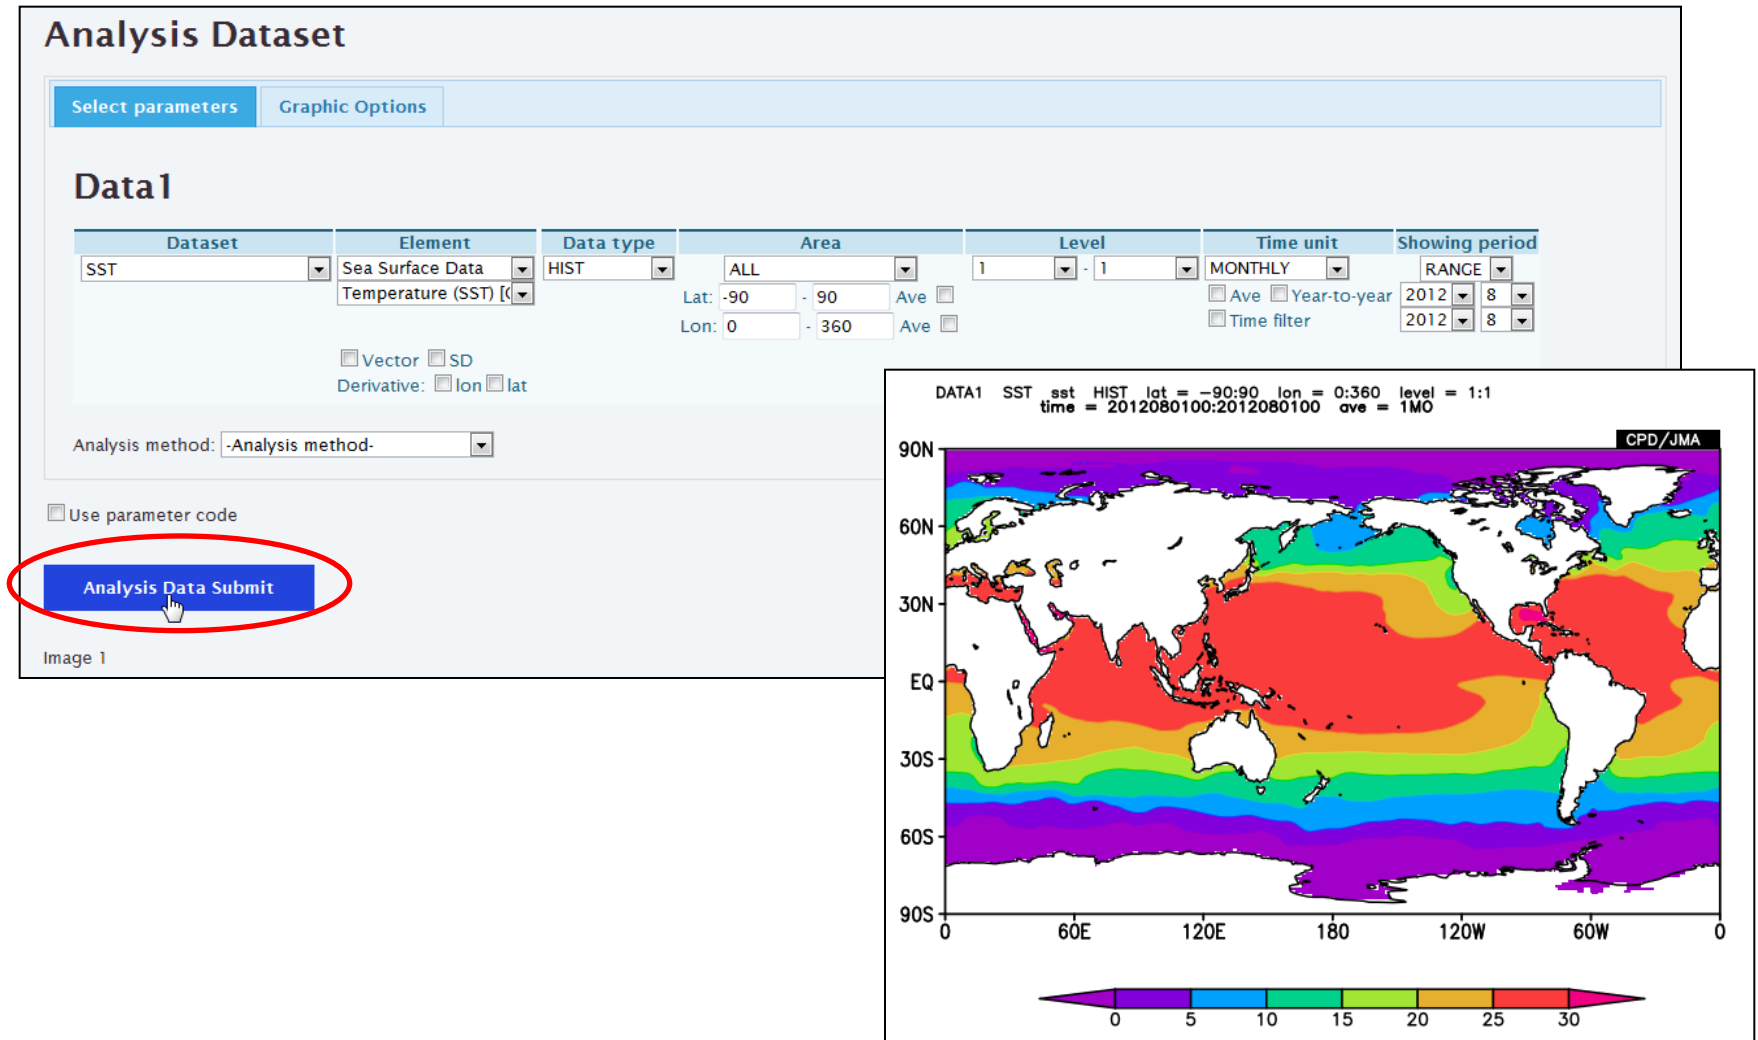 Analysis Dataset
Select parameters Graphic Options
Data1
Dataset Element Data type Area Level Time unit Showing period
SST Sea Surface Data HIST ALL 1 - 1 MONTHLY RANGE
Temperature (SST) [ Lat: -90 - 90 Ave Ave Year-to-year 2012 8
Lon: 0 - 360 Ave Time filter 2012 8
Vector SD
Derivative: lon lat
Analysis method: -Analysis method-
Use parameter code
Analysis Data Submit
Image 1
DATA1 SST sst HIST lat = -90:90 lon = 0:360 level = 1:1
time = 2012080100:2012080100 ave = 1MO
CPD/JMA
90N
60N
30N
EQ
30S
60S
90S
0 60E 120E 180 120W 60W 0
0 5 10 15 20 25 30